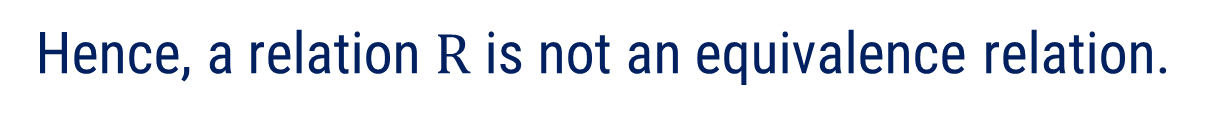 Hence, a relation R is not an equivalence relation.